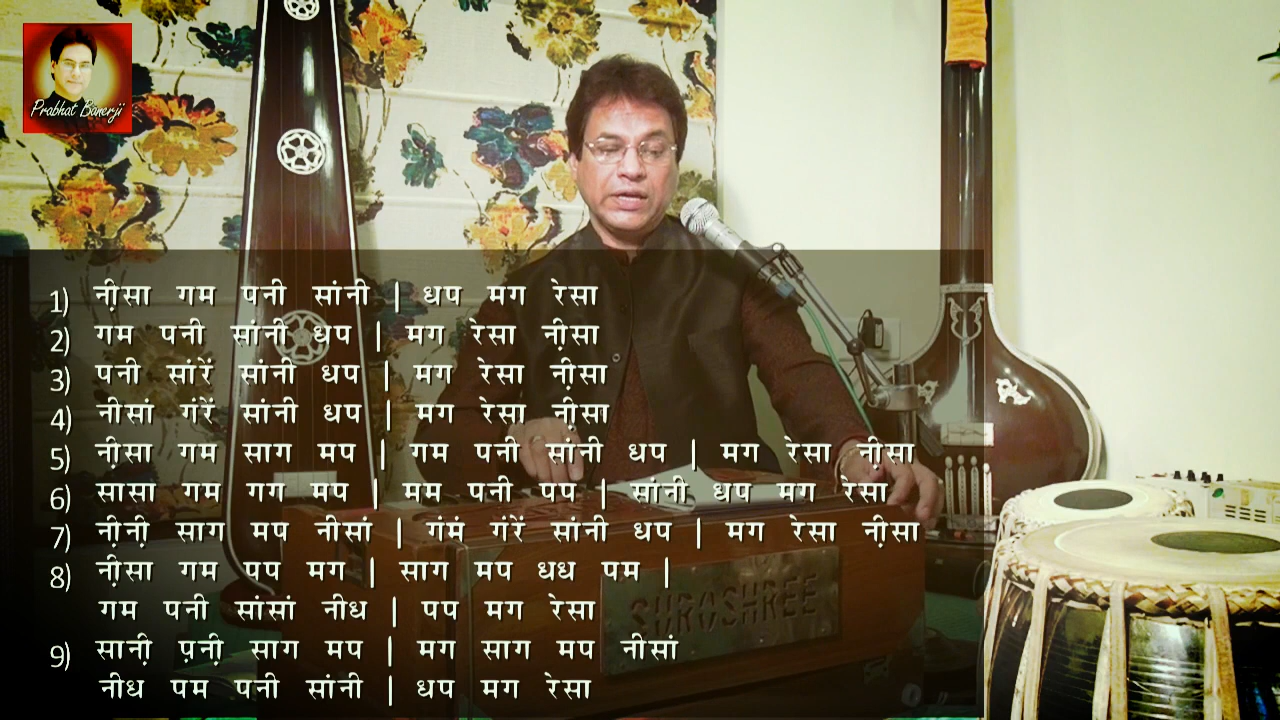 Prabhat Banerji
1) ऩीसा गम पनी सांनी | धप मग रेसा
2) गम पनी सांनी धप | मग रेसा ऩीसा
3) पनी सांरें सांनी धप | मग रेसा ऩीसा
4) नीसां गंरें सांनी धप | मग रेसा ऩीसा
5) ऩीसा गम साग मप | गम पनी सांनी धप | मग रेसा ऩीसा
6) सासा गम गग मप | मम पनी पप | सांनी धप मग रेसा
7) ऩीऩी साग मप नीसां | गंमं गंरें सांनी धप | मग रेसा ऩीसा
8) ऩीसा गम पप मग | साग मप धध पम |
गम पनी सांसां नीध | पप मग रेसा
9) साऩी प़ऩी साग मप | मग साग मप नीसां
नीध पम पनी सांनी | धप मग रेसा
SURASHREE